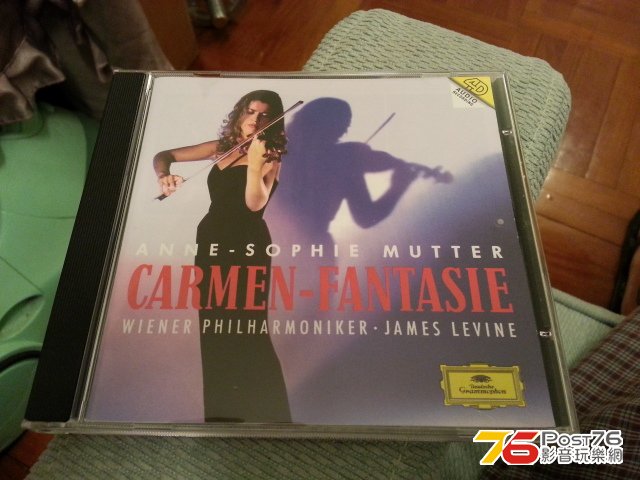 4D
AUDIO
RECORDING
ANNE-SOPHIE MUTTER
CARMEN-FANTASIE
WIENER PHILHARMONIKER · JAMES LEVINE
Deutsche
Grammophon
76 Post76
影音玩樂網